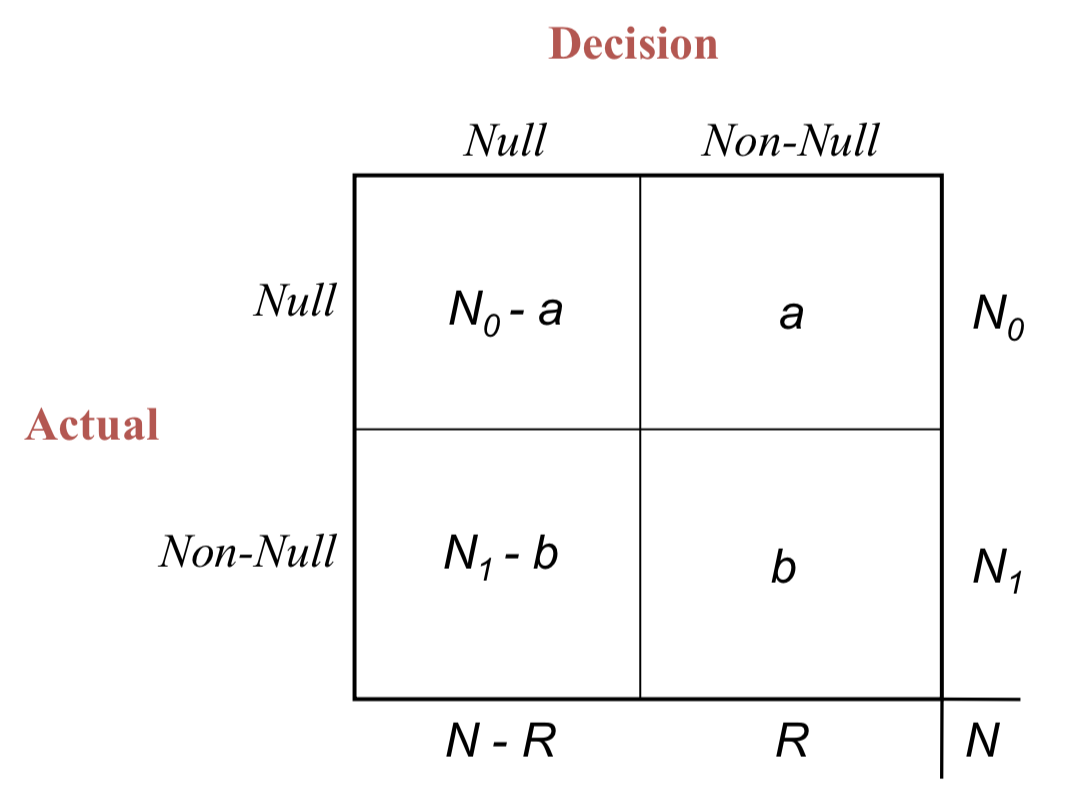 Decision
Null Non-Null
Null N₀ - a a N₀
Actual
Non-Null N₁ - b b N₁
N - R R N